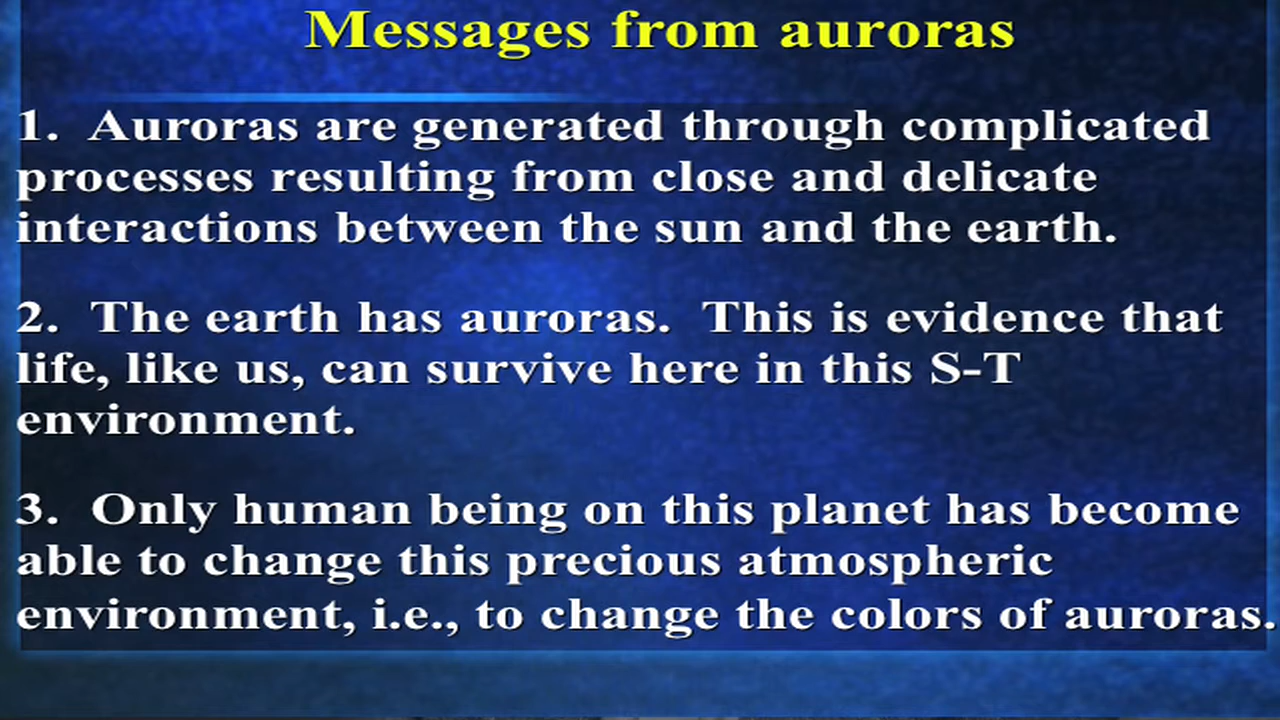 Messages from auroras
1. Auroras are generated through complicated
processes resulting from close and delicate
interactions between the sun and the earth.
2. The earth has auroras. This is evidence that
life, like us, can survive here in this S-T
environment.
3. Only human being on this planet has become
able to change this precious atmospheric
environment, i.e., to change the colors of auroras.